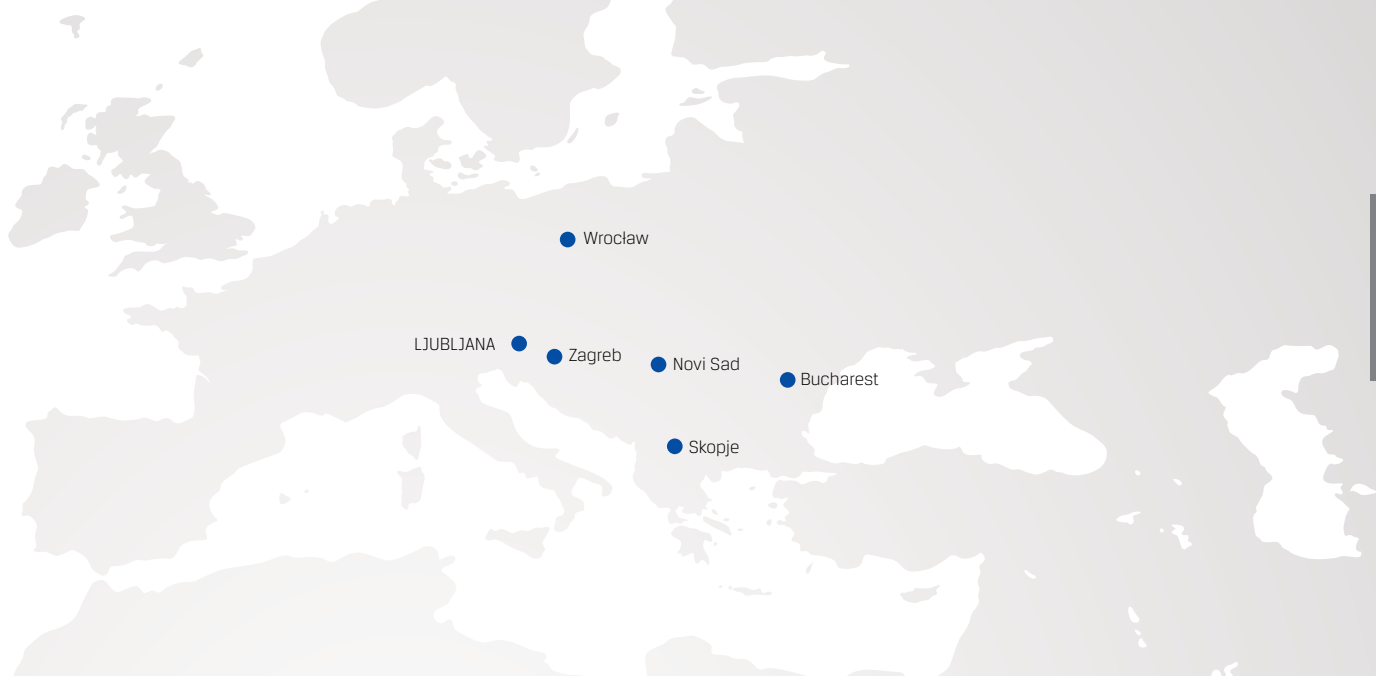 Wrocław
LJUBLJANA
Zagreb
Novi Sad
Bucharest
Skopje